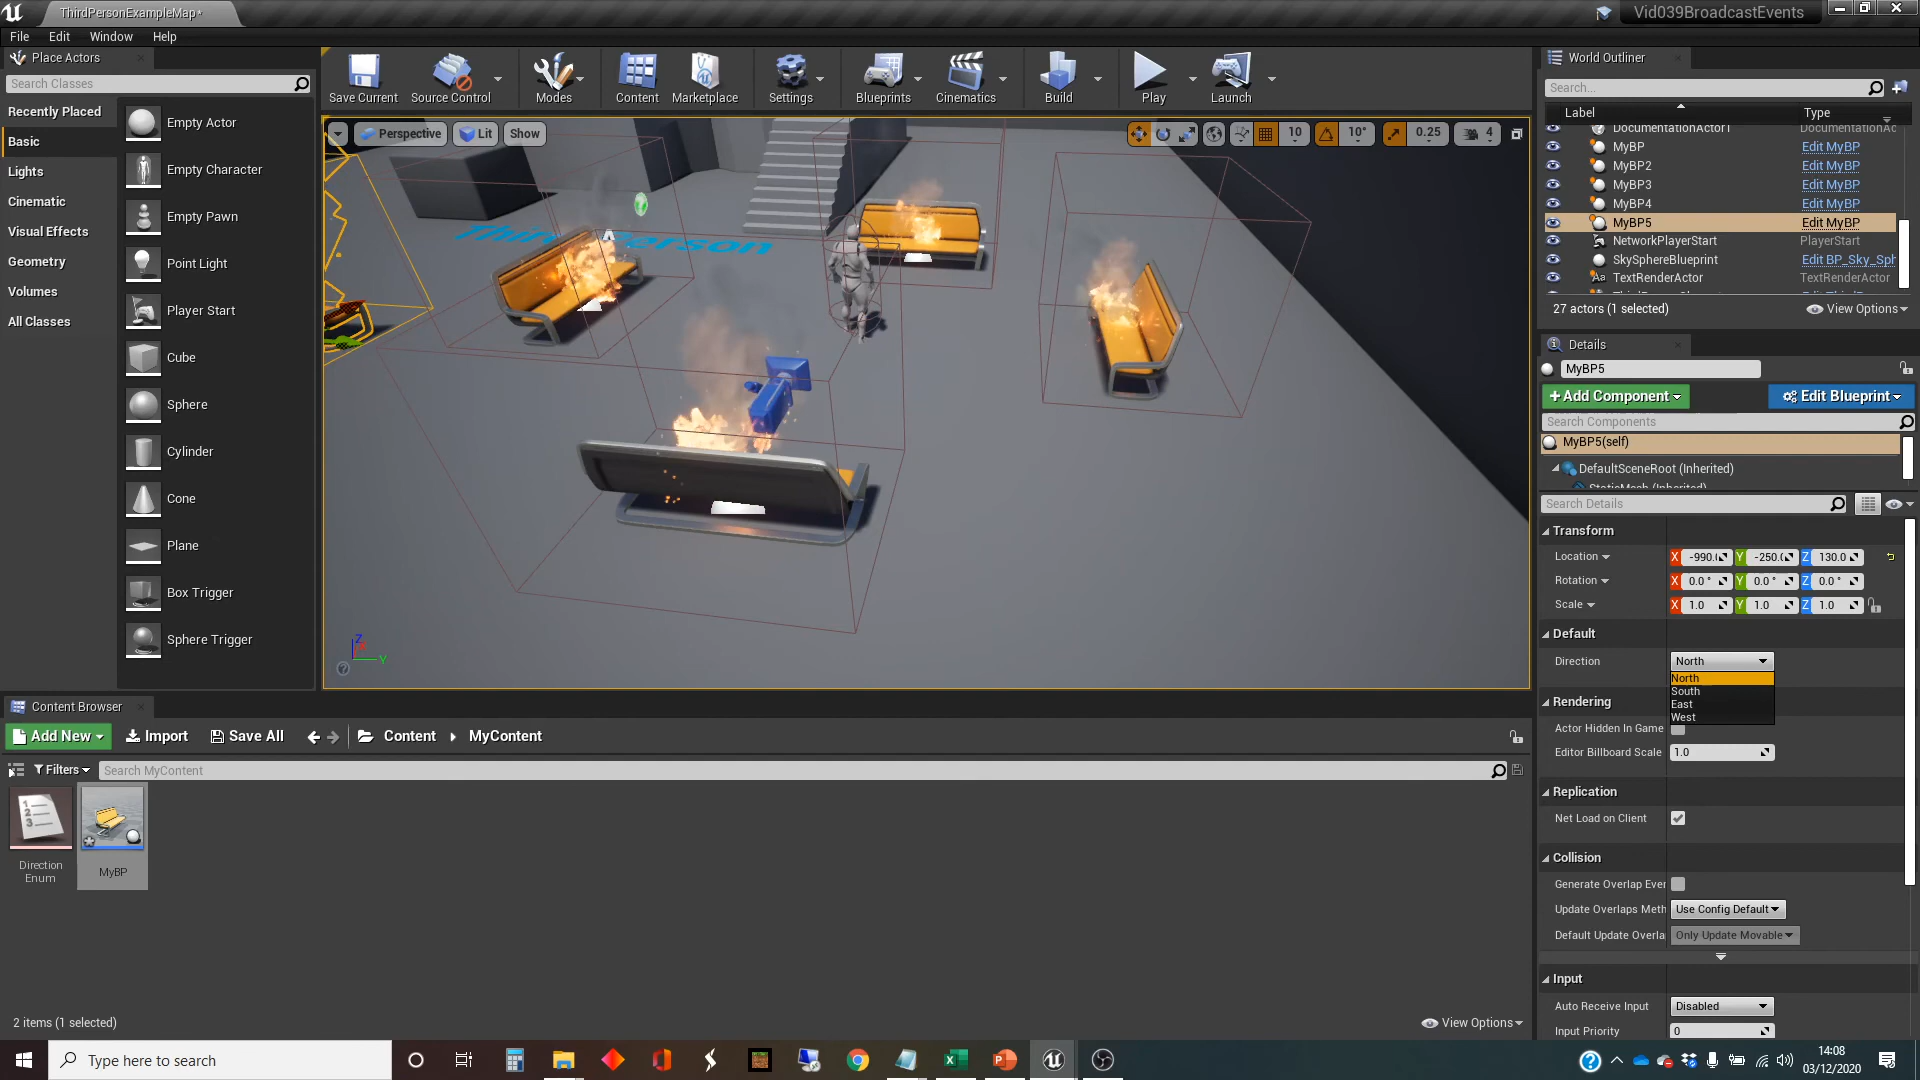 ThirdPersonExampleMap*
Vid039BroadcastEvents
File Edit Window Help
Place Actors
Search Classes
Recently Placed
Basic
Lights
Cinematic
Visual Effects
Geometry
Volumes
All Classes
Empty Actor
Empty Character
Empty Pawn
Point Light
Player Start
Cube
Sphere
Cylinder
Cone
Plane
Box Trigger
Sphere Trigger
Save Current
Source Control
Modes
Content
Marketplace
Settings
Blueprints
Cinematics
Build
Play
Launch
Perspective
Lit
Show
10
10°
0.25
4
Z
Y
World Outliner
Search...
Label Type
DocumentationActor1 DocumentationAc
MyBP Edit MyBP
MyBP2 Edit MyBP
MyBP3 Edit MyBP
MyBP4 Edit MyBP
MyBP5 Edit MyBP
NetworkPlayerStart PlayerStart
SkySphereBlueprint Edit BP_Sky_Sph
TextRenderActor TextRenderActor
27 actors (1 selected)
View Options
Details
MyBP5
+ Add Component
Edit Blueprint
Search Components
MyBP5(self)
DefaultSceneRoot (Inherited)
StaticMesh (Inherited)
Search Details
Transform
Location X -990.( Y -250.( Z 130.0
Rotation X 0.0 ° Y 0.0 ° Z 0.0 °
Scale X 1.0 Y 1.0 Z 1.0
Default
Direction North
North
South
East
West
Rendering
Actor Hidden In Game
Editor Billboard Scale 1.0
Replication
Net Load on Client
Collision
Generate Overlap Ever
Update Overlaps Meth Use Config Default
Default Update Overla Only Update Movable
Input
Auto Receive Input Disabled
Input Priority 0
Content Browser
Add New
Import
Save All
Content
MyContent
Filters
Search MyContent
Direction
Enum
MyBP
2 items (1 selected)
View Options
Type here to search
14:08
03/12/2020